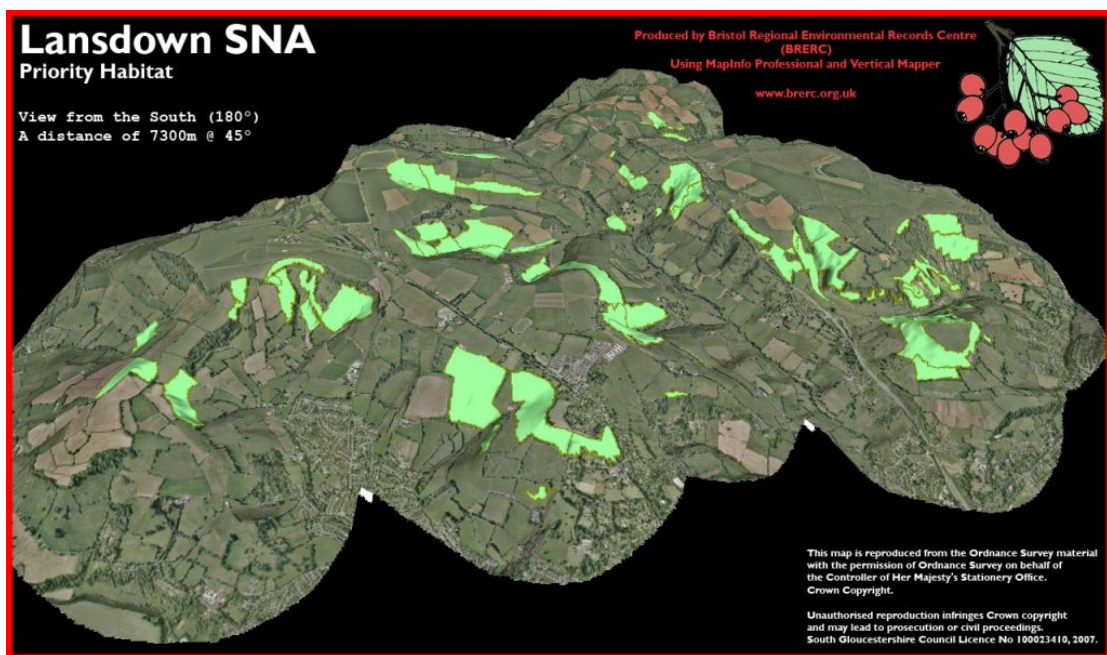 Lansdown SNA
Priority Habitat
View from the South (180°)
A distance of 7300m @ 45°
Produced by Bristol Regional Environmental Records Centre
(BRERC)
Using MapInfo Professional and Vertical Mapper
www.brerc.org.uk
This map is reproduced from the Ordnance Survey material
with the permission of Ordnance Survey on behalf of
the Controller of Her Majesty's Stationery Office.
Crown Copyright.
Unauthorised reproduction infringes Crown copyright
and may lead to prosecution or civil proceedings.
South Gloucestershire Council Licence No 100023410, 2007.